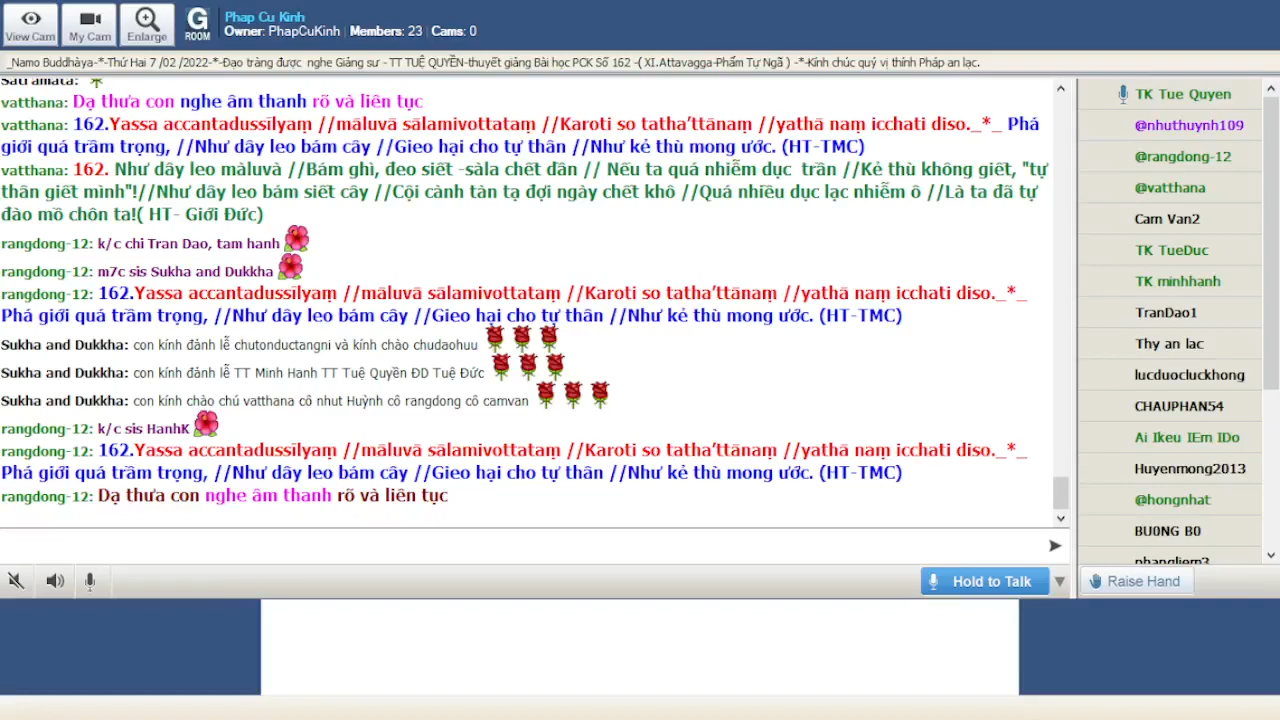 Phap Cu Kinh
View Cam My Cam Enlarge G ROOM Owner: PhapCuKinh Members: 23 Cams: 0
_Namo Buddhàya-*-Thứ Hai 7 /02 /2022-*-Đạo tràng được nghe Giảng sư - TT TUỆ QUYỀN-thuyết giảng Bài học PCK Số 162 -( XI.Attavagga-Phẩm Tự Ngã ) -*-Kính chúc quý vị thính Pháp an lạc.
vatthana: Dạ thưa con nghe âm thanh rõ và liên tục
vatthana: 162.Yassa accantadussīlyaṃ //māluvā sālamivottataṃ //Karoti so tatha’ttānaṃ //yathā naṃ icchati diso._*_ Phá
giới quá trầm trọng, //Như dây leo bám cây //Gieo hại cho tự thân //Như kẻ thù mong ước. (HT-TMC)
vatthana: 162. Như dây leo màluvà //Bám ghì, đeo siết -sàla chết dần // Nếu ta quá nhiễm dục trần //Kẻ thù không giết, "tự
thân giết mình"!//Như dây leo bám siết cây //Cội cành tàn tạ đợi ngày chết khô //Quá nhiều dục lạc nhiễm ô //Là ta đã tự
đào mồ chôn ta!( HT- Giới Đức)
rangdong-12: k/c chi Tran Dao, tam hanh
rangdong-12: m7c sis Sukha and Dukkha
rangdong-12: 162.Yassa accantadussīlyaṃ //māluvā sālamivottataṃ //Karoti so tatha’ttānaṃ //yathā naṃ icchati diso._*_
Phá giới quá trầm trọng, //Như dây leo bám cây //Gieo hại cho tự thân //Như kẻ thù mong ước. (HT-TMC)
Sukha and Dukkha: con kính đảnh lễ chutonductangni và kính chào chudaohuu
Sukha and Dukkha: con kính đảnh lễ TT Minh Hanh TT Tuệ Quyền ĐD Tuệ Đức
Sukha and Dukkha: con kính chào chú vatthana cô nhut Huỳnh cô rangdong cô camvan
rangdong-12: k/c sis HanhK
rangdong-12: 162.Yassa accantadussīlyaṃ //māluvā sālamivottataṃ //Karoti so tatha’ttānaṃ //yathā naṃ icchati diso._*_
Phá giới quá trầm trọng, //Như dây leo bám cây //Gieo hại cho tự thân //Như kẻ thù mong ước. (HT-TMC)
rangdong-12: Dạ thưa con nghe âm thanh rõ và liên tục
Hold to Talk
TK Tue Quyen
@nhuthuynh109
@rangdong-12
@vatthana
Cam Van2
TK TueDuc
TK minhhanh
TranDao1
Thy an lac
lucduocluckhong
CHAUPHAN54
Ai Ikeu IEm IDo
Huyenmong2013
@hongnhat
BU0NG B0
Raise Hand